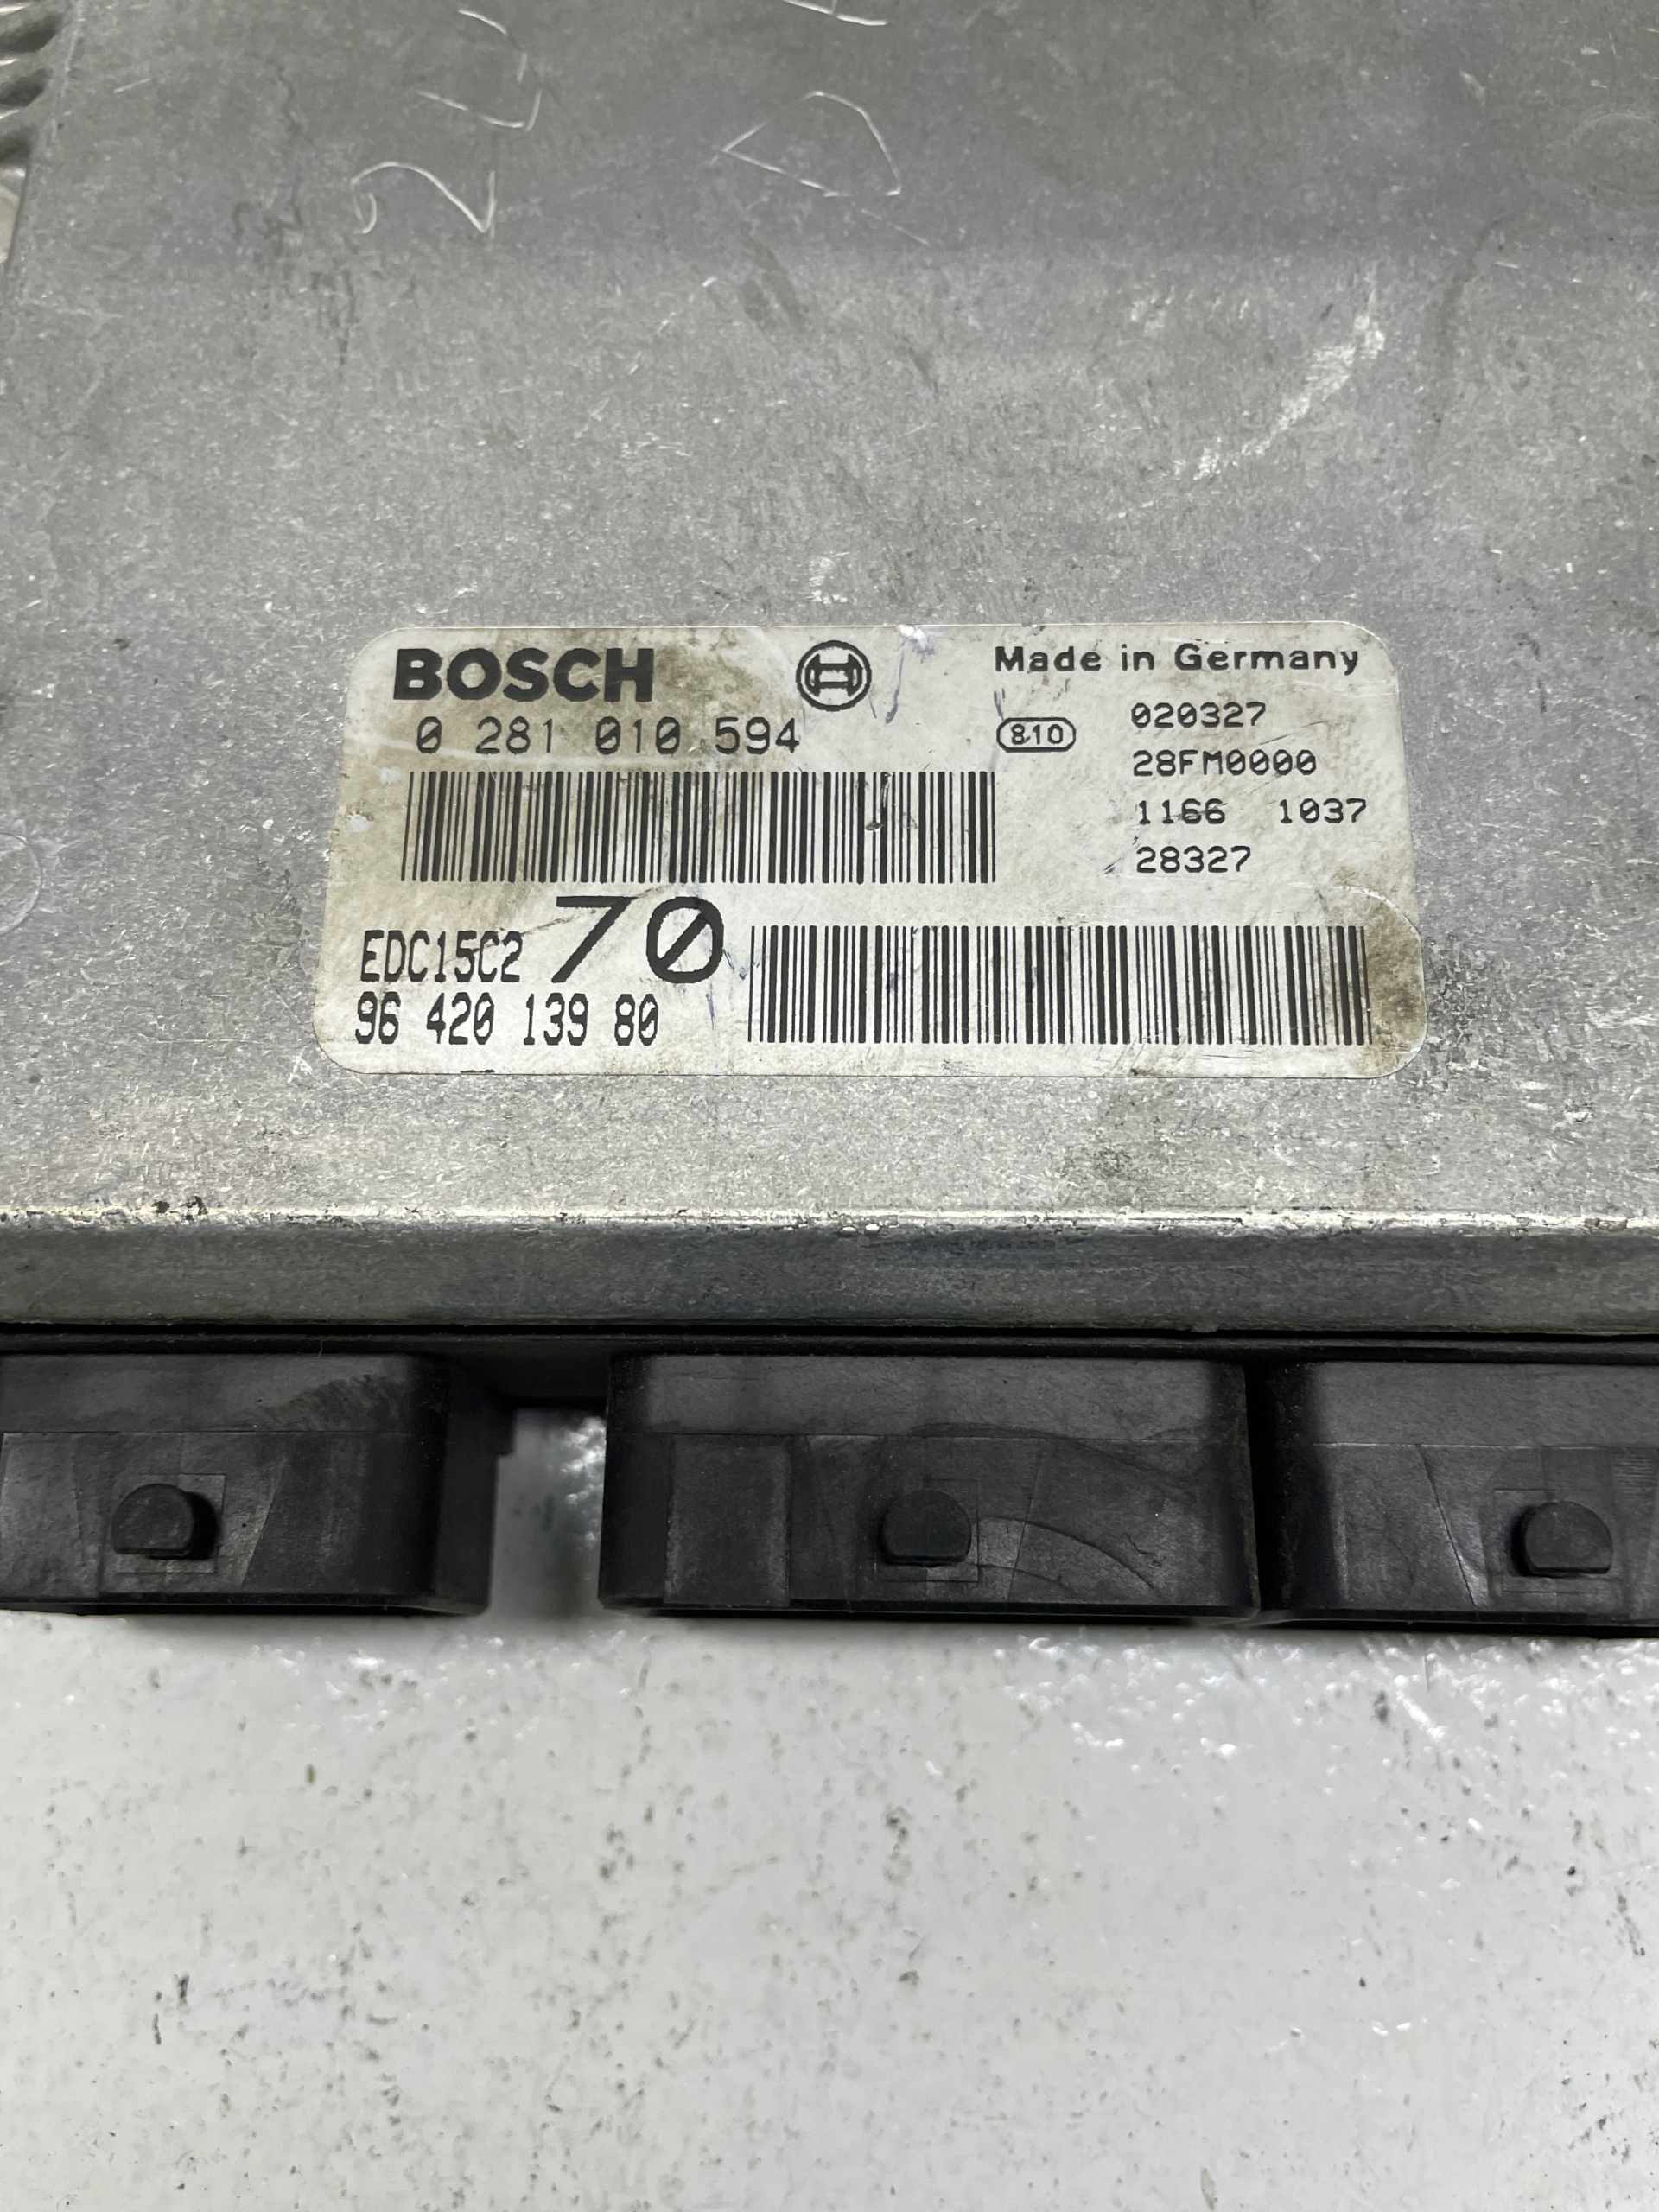 BOSCH
0 281 010 594
Made in Germany
810
020327
28FM0000
1166 1037
28327
EDC15C2 70
96 420 139 80